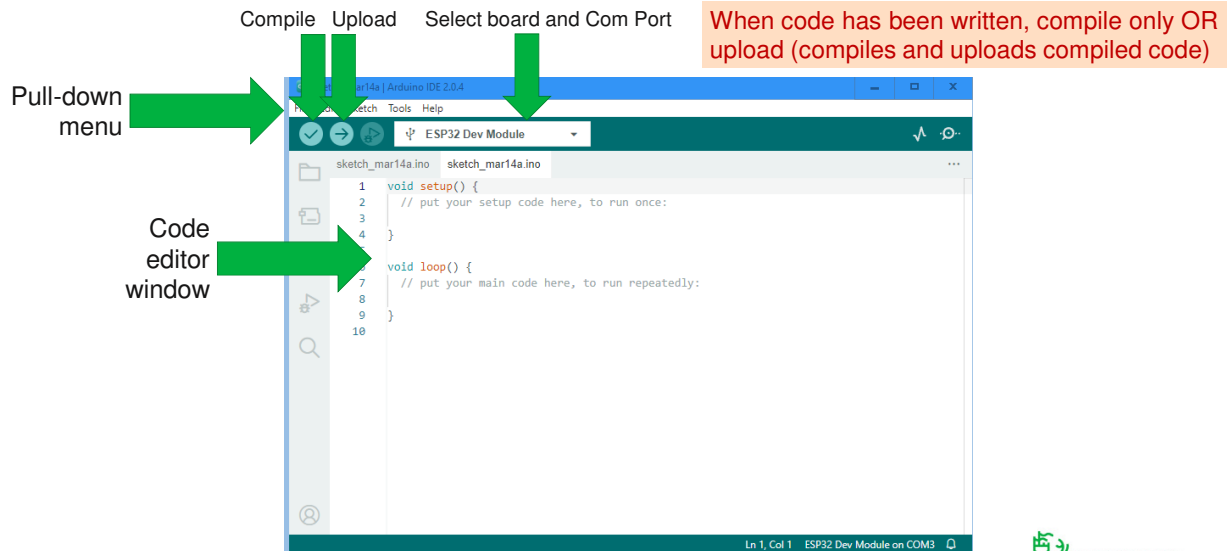 Compile Upload Select board and Com Port
When code has been written, compile only OR
upload (compiles and uploads compiled code)
Pull-down
menu
ar14a | Arduino IDE 2.0.4
ketch Tools Help
ESP32 Dev Module
sketch_mar14a.ino sketch_mar14a.ino
...
1 void setup() {
2 // put your setup code here, to run once:
3
4 }
Code
editor
window
void loop() {
7 // put your main code here, to run repeatedly:
8
9 }
10
Ln 1, Col 1 ESP32 Dev Module on COM3